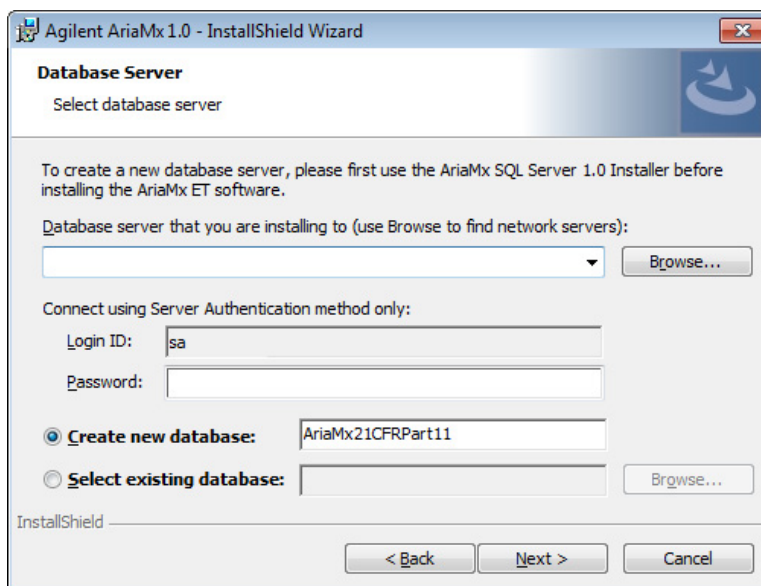 Agilent AriaMx 1.0 - InstallShield Wizard
Database Server
Select database server
To create a new database server, please first use the AriaMx SQL Server 1.0 Installer before
installing the AriaMx ET software.
Database server that you are installing to (use Browse to find network servers):
Browse...
Connect using Server Authentication method only:
Login ID: sa
Password:
Create new database: AriaMx21CFRPart11
Select existing database: Browse...
InstallShield
< Back Next > Cancel